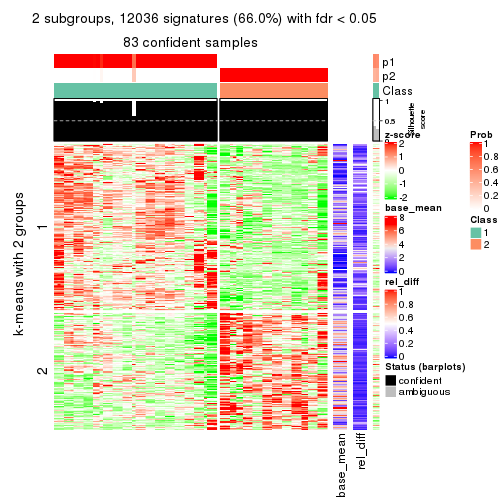 2 subgroups, 12036 signatures (66.0%) with fdr < 0.05
83 confident samples
p1
p2
Class
1
0.5
0
Silhouette
score
k-means with 2 groups
1
2
z-score
2
1
0
-1
-2
base_mean
8
6
4
2
0
rel_diff
1
0.8
0.6
0.4
0.2
0
Status (barplots)
confident
ambiguous
Prob
1
0.8
0.6
0.4
0.2
0
Class
1
2
base_mean
rel_diff